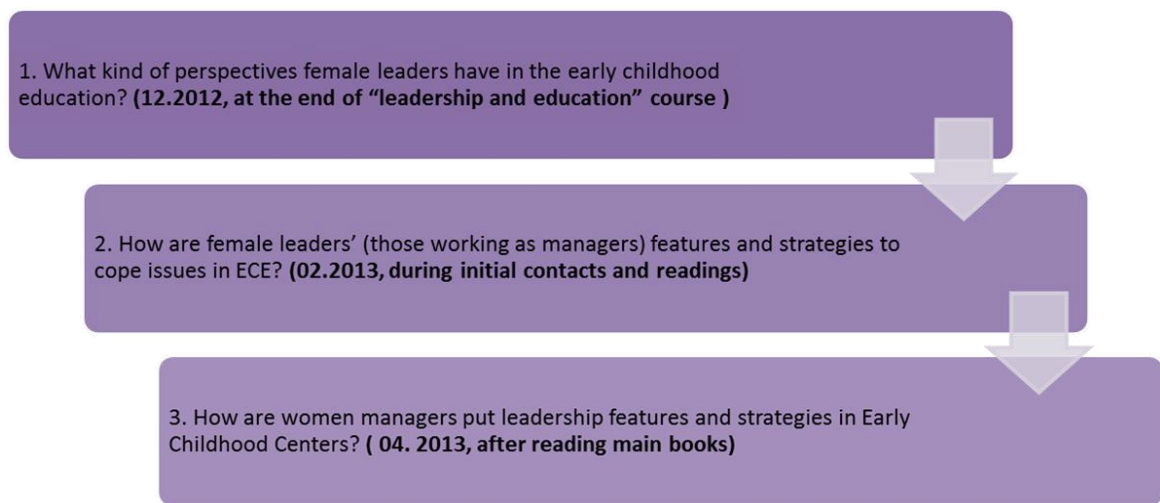 1. What kind of perspectives female leaders have in the early childhood
education? (12.2012, at the end of “leadership and education” course )
2. How are female leaders’ (those working as managers) features and strategies to
cope issues in ECE? (02.2013, during initial contacts and readings)
3. How are women managers put leadership features and strategies in Early
Childhood Centers? ( 04. 2013, after reading main books)